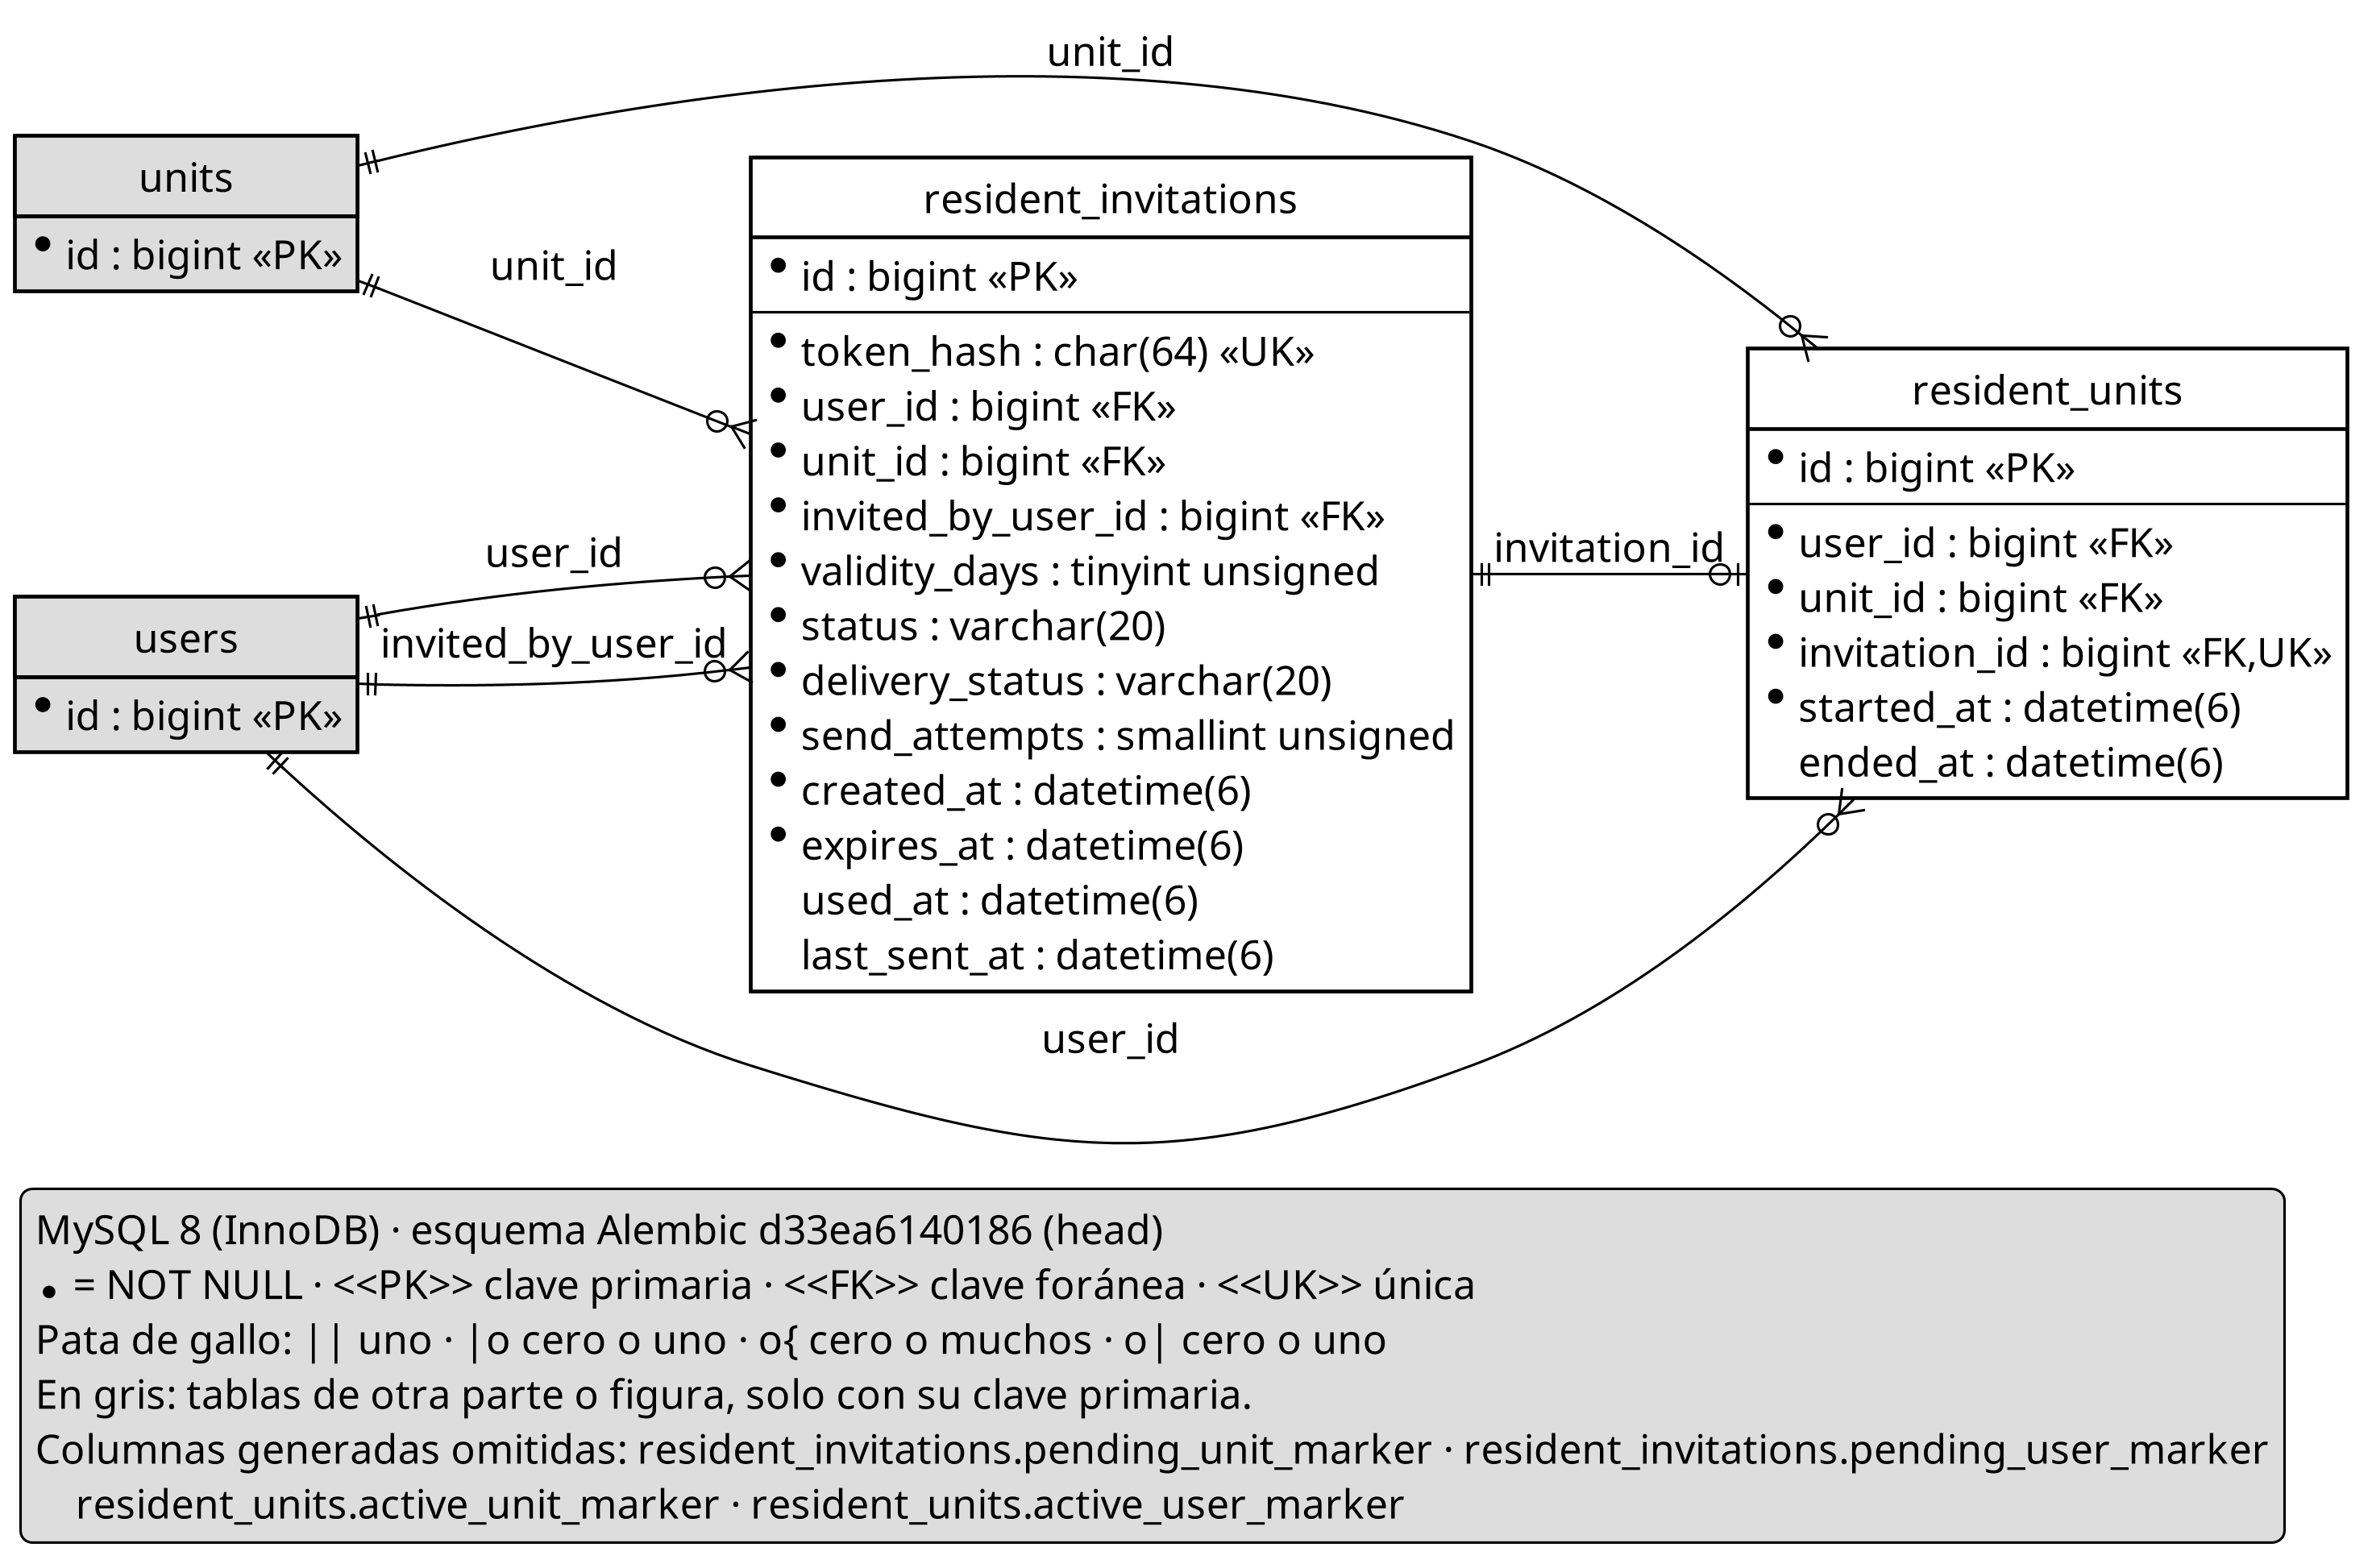 unit_id
units
id : bigint «PK»
unit_id
resident_invitations
id : bigint «PK»
token_hash : char(64) «UK»
user_id : bigint «FK»
unit_id : bigint «FK»
invited_by_user_id : bigint «FK»
validity_days : tinyint unsigned
status : varchar(20)
delivery_status : varchar(20)
send_attempts : smallint unsigned
created_at : datetime(6)
expires_at : datetime(6)
used_at : datetime(6)
last_sent_at : datetime(6)
user_id
invited_by_user_id
users
id : bigint «PK»
invitation_id
resident_units
id : bigint «PK»
user_id : bigint «FK»
unit_id : bigint «FK»
invitation_id : bigint «FK,UK»
started_at : datetime(6)
ended_at : datetime(6)
user_id
MySQL 8 (InnoDB) · esquema Alembic d33ea6140186 (head)
• = NOT NULL · <<PK>> clave primaria · <<FK>> clave foránea · <<UK>> única
Pata de gallo: || uno · |o cero o uno · o{ cero o muchos · o| cero o uno
En gris: tablas de otra parte o figura, solo con su clave primaria.
Columnas generadas omitidas: resident_invitations.pending_unit_marker · resident_invitations.pending_user_marker
resident_units.active_unit_marker · resident_units.active_user_marker